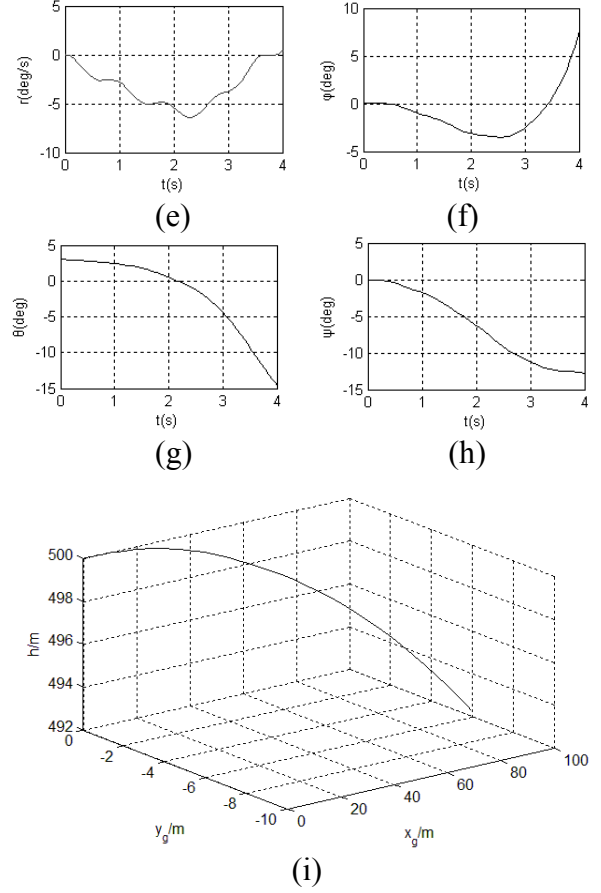 5
0
-5
-10
r(deg/s)
0 1 2 3 4
t(s)
(e)
10
5
0
-5
φ(deg)
0 1 2 3 4
t(s)
(f)
5
0
-5
-10
-15
θ(deg)
0 1 2 3 4
t(s)
(g)
5
0
-5
-10
-15
ψ(deg)
0 1 2 3 4
t(s)
(h)
500
498
496
494
492
h/m
0
-2
-4
-6
-8
-10
y_g/m
0
20
40
60
80
100
x_g/m
(i)